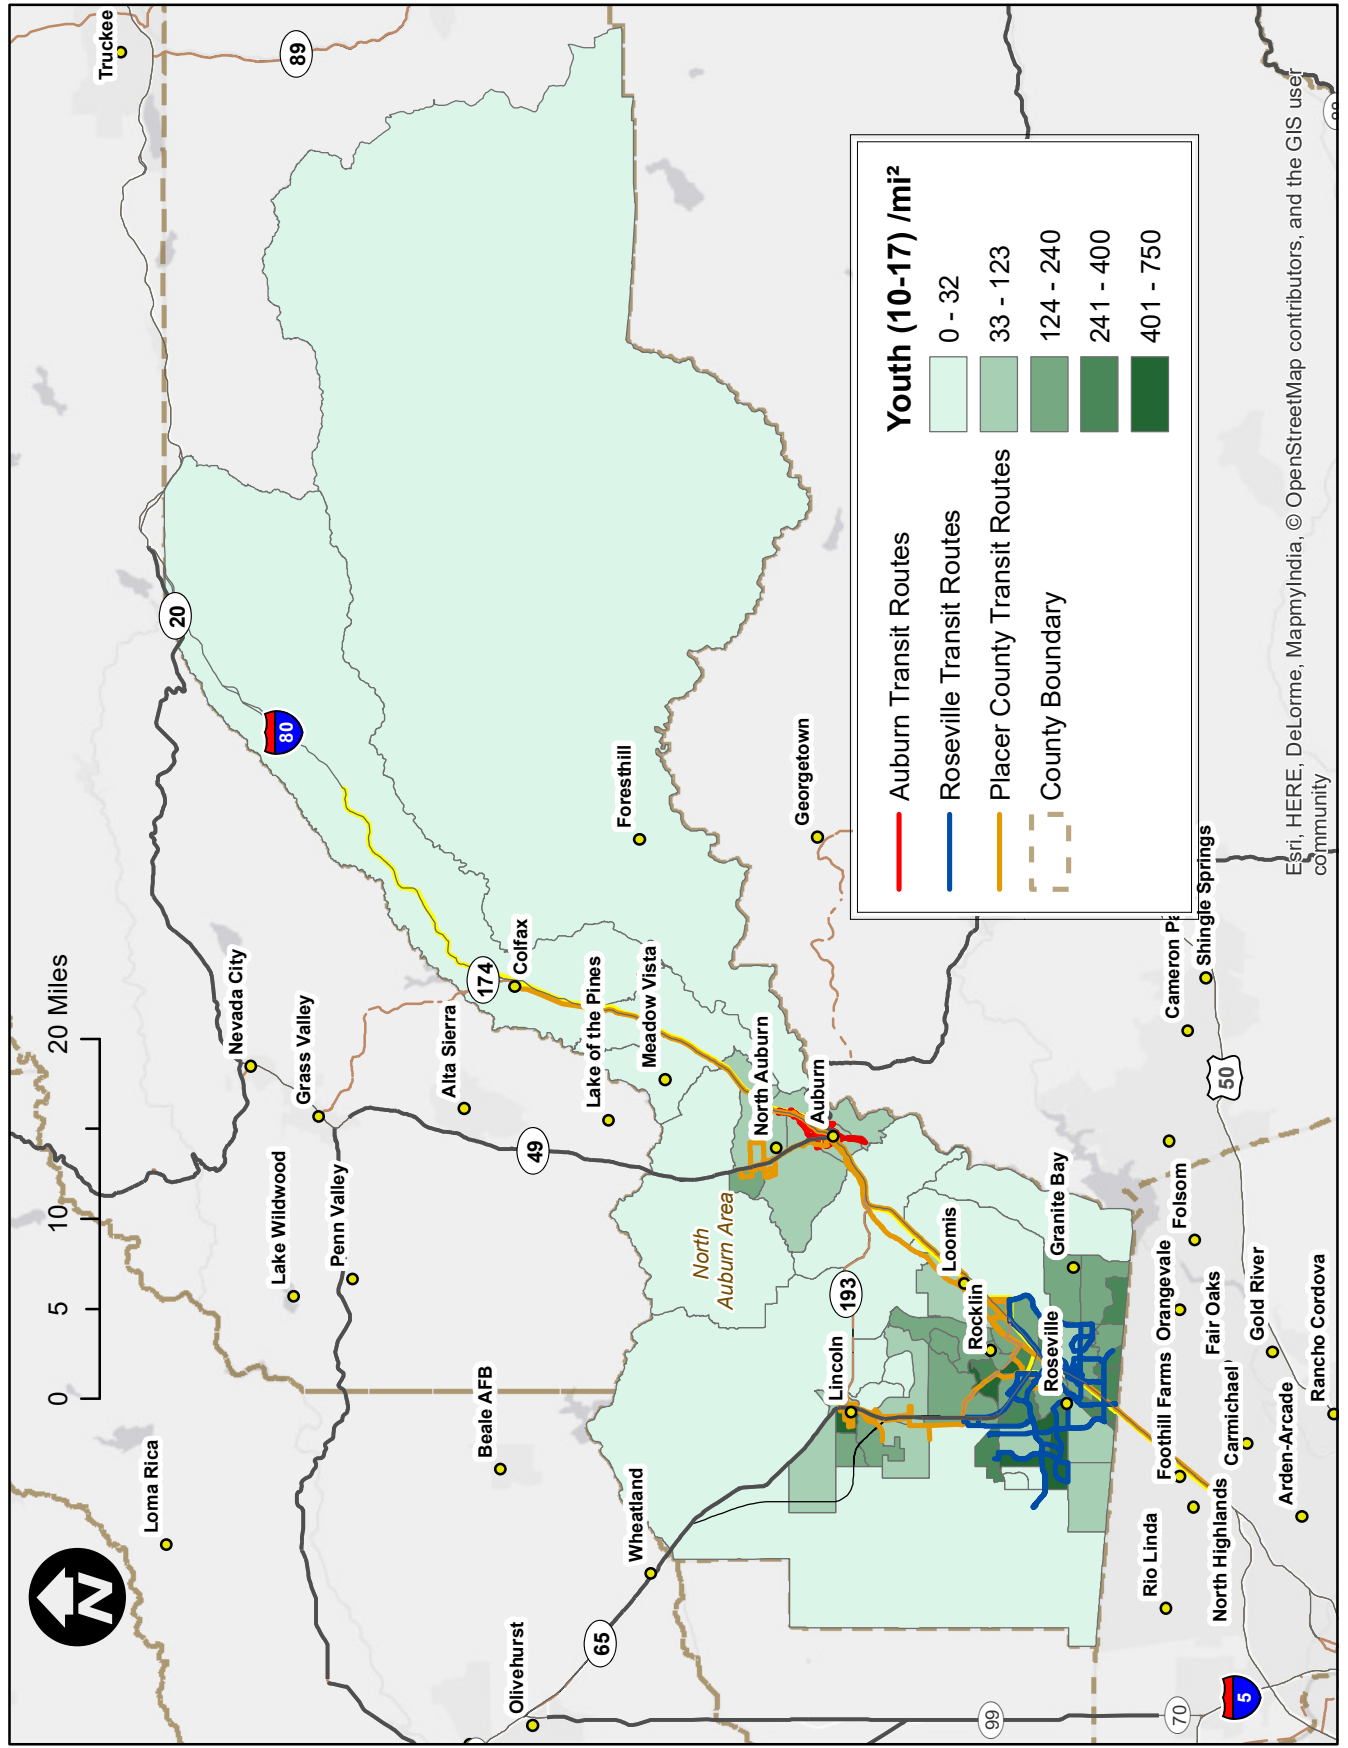 Truckee
89
20
80
0
5
10
20 Miles
Nevada City
Grass Valley
174
Colfax
Foresthill
Georgetown
Alta Sierra
Lake of the Pines
Meadow Vista
49
North Auburn
Auburn
Lake Wildwood
Penn Valley
North
Auburn Area
193
Loomis
Rocklin
Granite Bay
Lincoln
Roseville
Loma Rica
Beale AFB
Wheatland
Olivehurst
65
N
Cameron Pa
Shingle Springs
50
Folsom
Orangevale
Fair Oaks
Gold River
Rancho Cordova
Foothill Farms
Carmichael
Arden-Arcade
Rio Linda
North Highlands
99
70
5
Auburn Transit Routes
Roseville Transit Routes
Placer County Transit Routes
County Boundary
Youth (10-17) /mi²
0 - 32
33 - 123
124 - 240
241 - 400
401 - 750
Esri, HERE, DeLorme, MapmyIndia, © OpenStreetMap contributors, and the GIS user
community